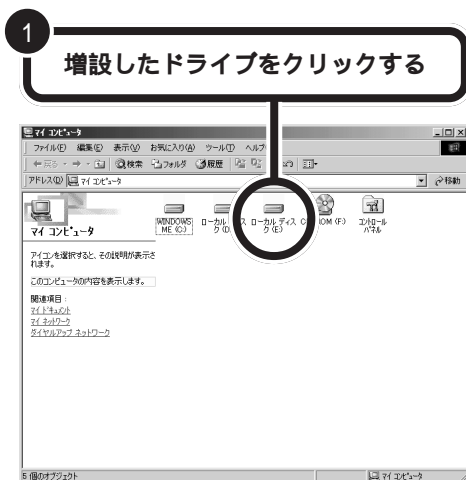 1
増設したドライブをクリックする
マイ コンピュータ
ファイル(F) 編集(E) 表示(V) お気に入り(A) ツール(T) ヘルプ
戻る 検索 フォルダ 履歴
アドレス(D) マイ コンピュータ 移動
マイ コンピュータ
WINDOWS ME (C:)
ローカル ディスク (E:)
(F:)
コントロール パネル
アイコンを選択すると、その説明が表示されます。
このコンピュータの内容を表示します。
関連項目:
マイ ドキュメント
マイ ネットワーク
ダイヤルアップ ネットワーク
5 個のオブジェクト
マイ コンピュータ